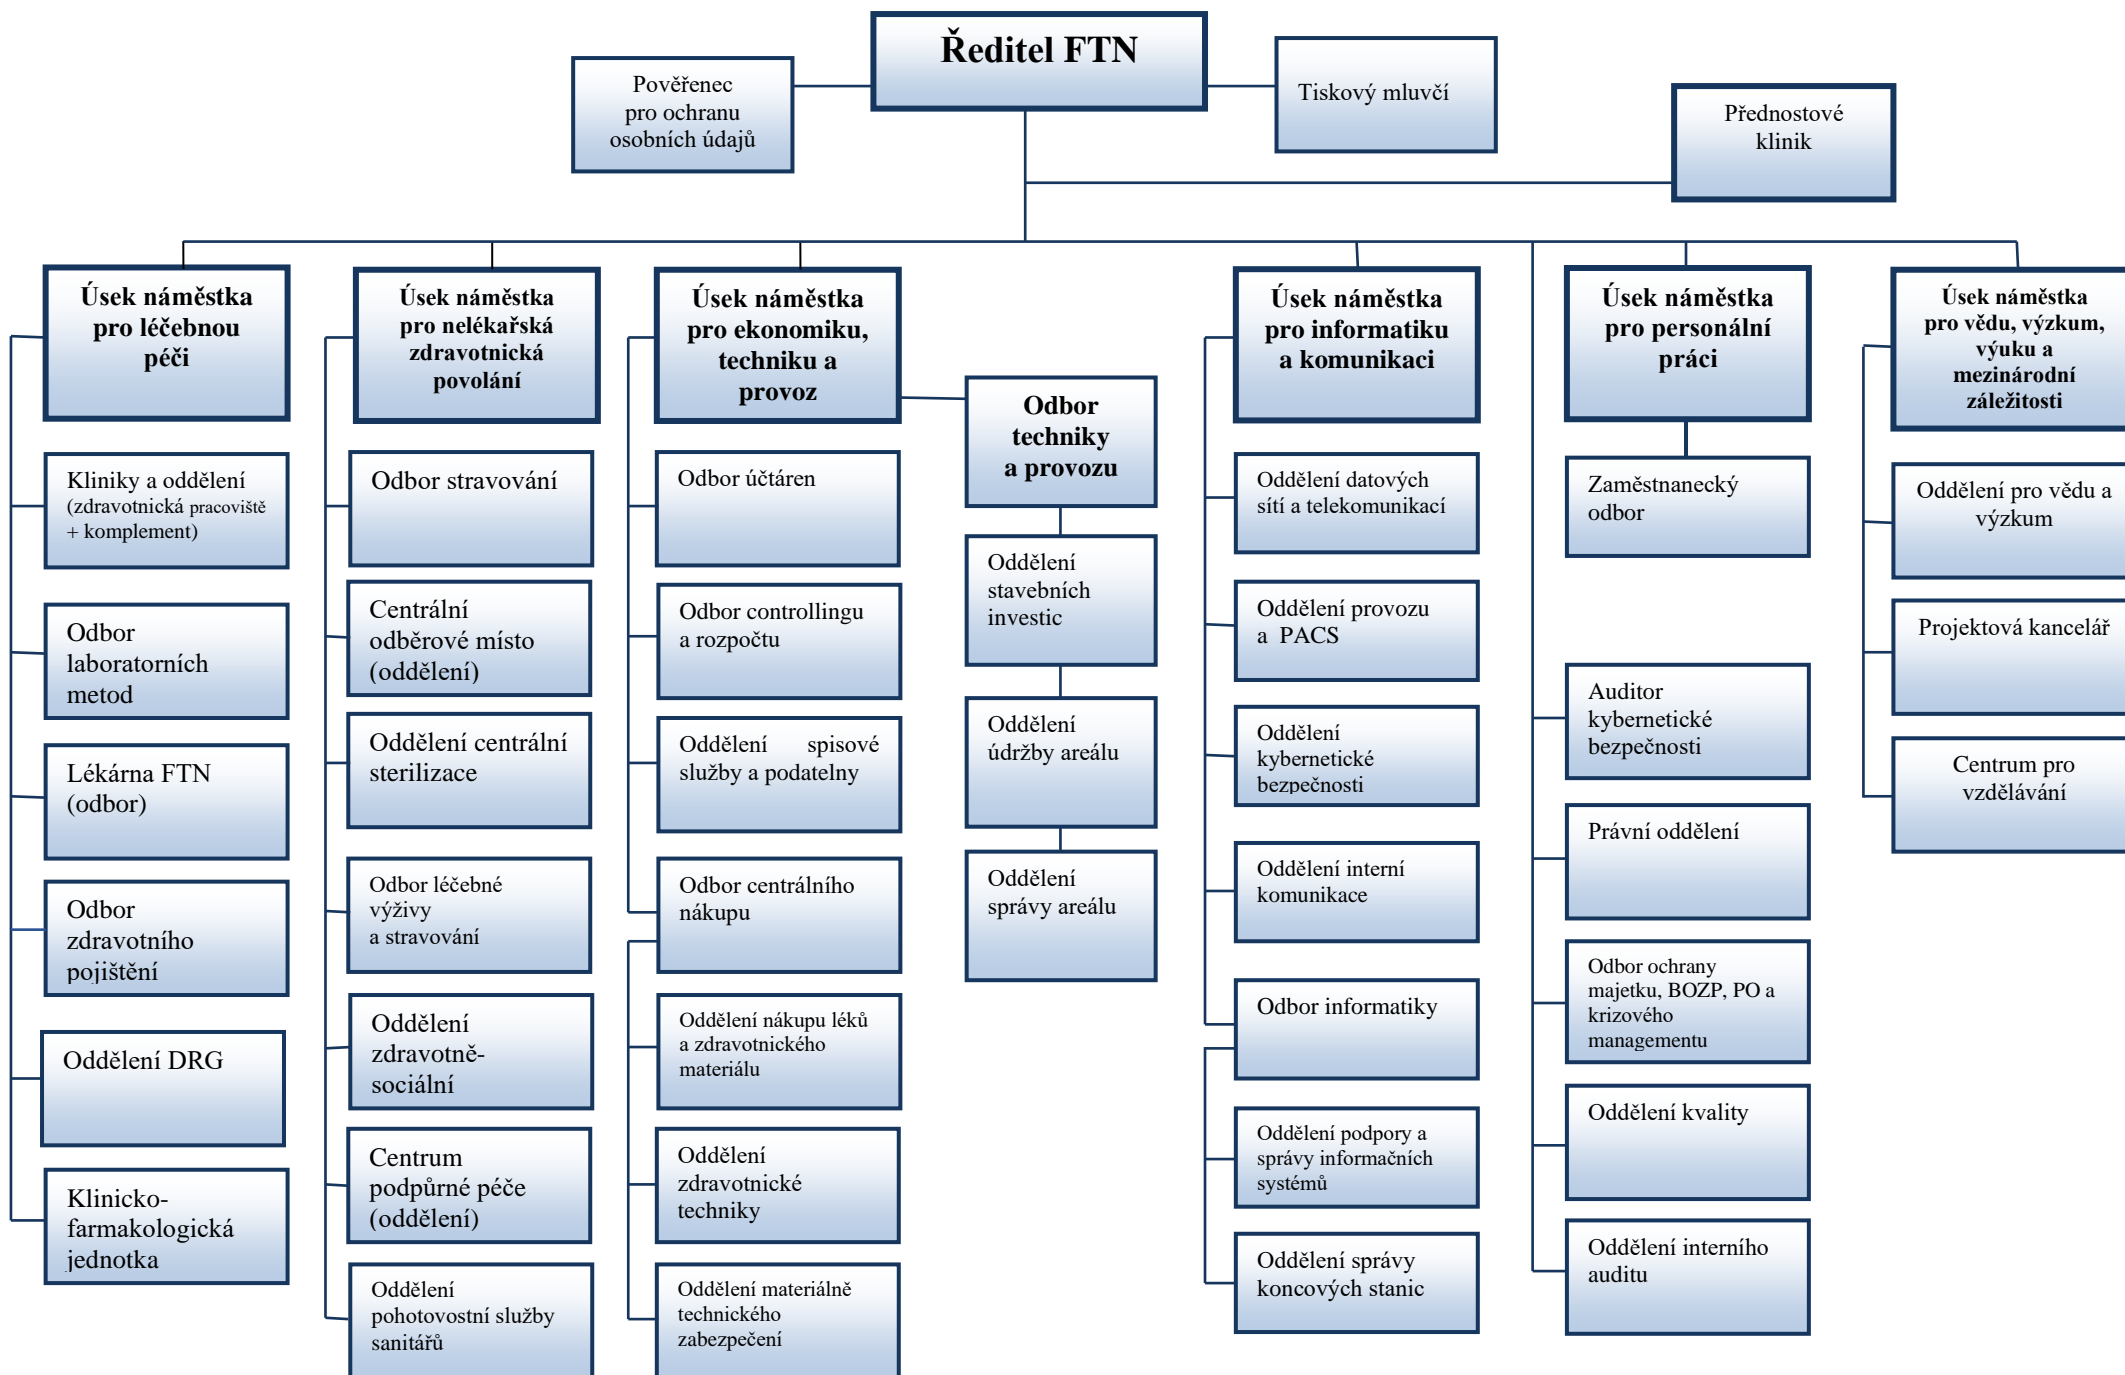 Ředitel FTN
Pověřenec
pro ochranu
osobních údajů
Tiskový mluvčí
Přednostové
klinik
Úsek náměstka
pro léčebnou
péči
Kliniky a oddělení
(zdravotnická pracoviště
+ komplement)
Odbor
laboratorních
metod
Lékárna FTN
(odbor)
Odbor
zdravotního
pojištění
Oddělení DRG
Klinicko-
farmakologická
jednotka
Úsek náměstka
pro nelékařská
zdravotnická
povolání
Odbor stravování
Centrální
odběrové místo
(oddělení)
Oddělení centrální
sterilizace
Odbor léčebné
výživy
a stravování
Oddělení
zdravotně-
sociální
Centrum
podpůrné péče
(oddělení)
Oddělení
pohotovostní služby
sanitářů
Úsek náměstka
pro ekonomiku,
techniku a
provoz
Odbor účtáren
Odbor controllingu
a rozpočtu
Oddělení spisové
služby a podatelny
Odbor centrálního
nákupu
Oddělení nákupu léků
a zdravotnického
materiálu
Oddělení
zdravotnické
techniky
Oddělení materiálně
technického
zabezpečení
Odbor
techniky
a provozu
Oddělení
stavebních
investic
Oddělení
údržby areálu
Oddělení
správy areálu
Úsek náměstka
pro informatiku
a komunikaci
Oddělení datových
sítí a telekomunikací
Oddělení provozu
a PACS
Oddělení
kybernetické
bezpečnosti
Oddělení interní
komunikace
Odbor informatiky
Oddělení podpory a
správy informačních
systémů
Oddělení správy
koncových stanic
Úsek náměstka
pro personální
práci
Zaměstnanecký
odbor
Auditor
kybernetické
bezpečnosti
Právní oddělení
Odbor ochrany
majetku, BOZP, PO a
krizového
managementu
Oddělení kvality
Oddělení interního
auditu
Úsek náměstka
pro vědu, výzkum,
výuku a
mezinárodní
záležitosti
Oddělení pro vědu a
výzkum
Projektová kancelář
Centrum pro
vzdělávání